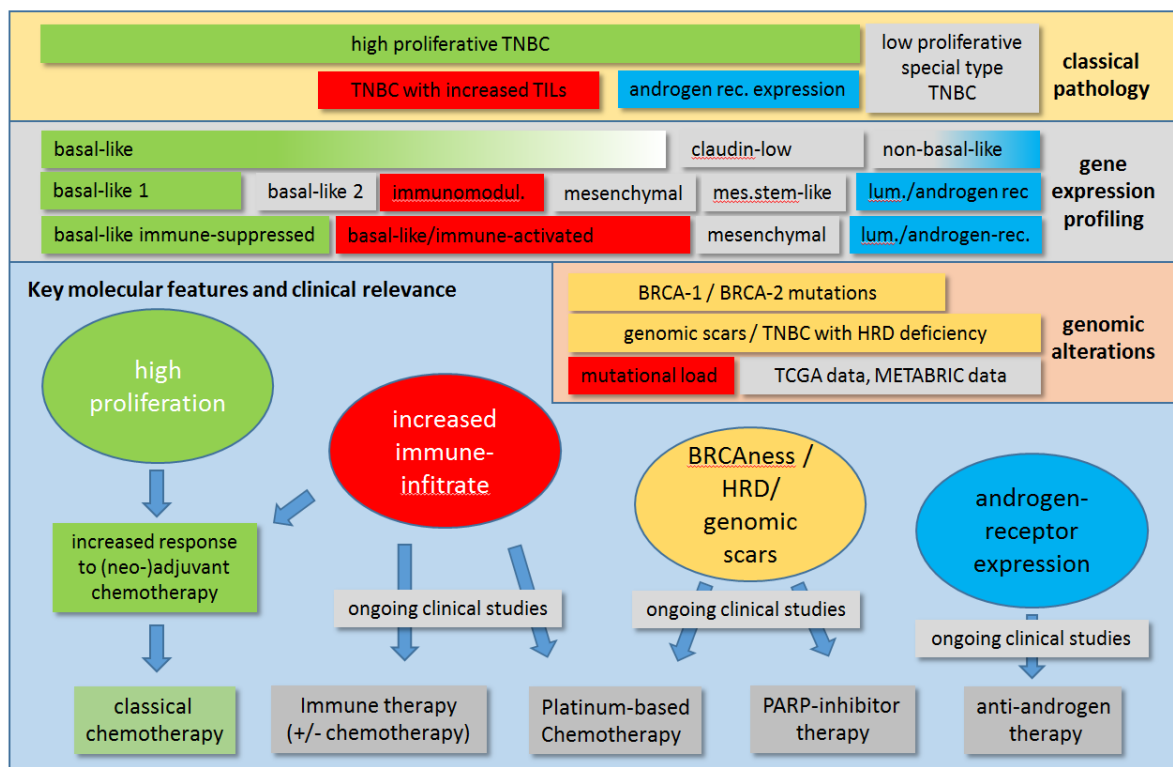 high proliferative TNBC
low proliferative
special type
TNBC
classical
pathology
TNBC with increased TILs
androgen rec. expression
basal-like
claudin-low
non-basal-like
gene
expression
profiling
basal-like 1
basal-like 2
immunomodul.
mesenchymal
mes.stem-like
lum./androgen rec
basal-like immune-suppressed
basal-like/immune-activated
mesenchymal
lum./androgen-rec.
Key molecular features and clinical relevance
BRCA-1 / BRCA-2 mutations
genomic scars / TNBC with HRD deficiency
genomic
alterations
mutational load
TCGA data, METABRIC data
high
proliferation
increased
immune-
infitrate
BRCAness /
HRD/
genomic
scars
androgen-
receptor
expression
increased response
to (neo-)adjuvant
chemotherapy
ongoing clinical studies
ongoing clinical studies
ongoing clinical studies
classical
chemotherapy
Immune therapy
(+/- chemotherapy)
Platinum-based
Chemotherapy
PARP-inhibitor
therapy
anti-androgen
therapy